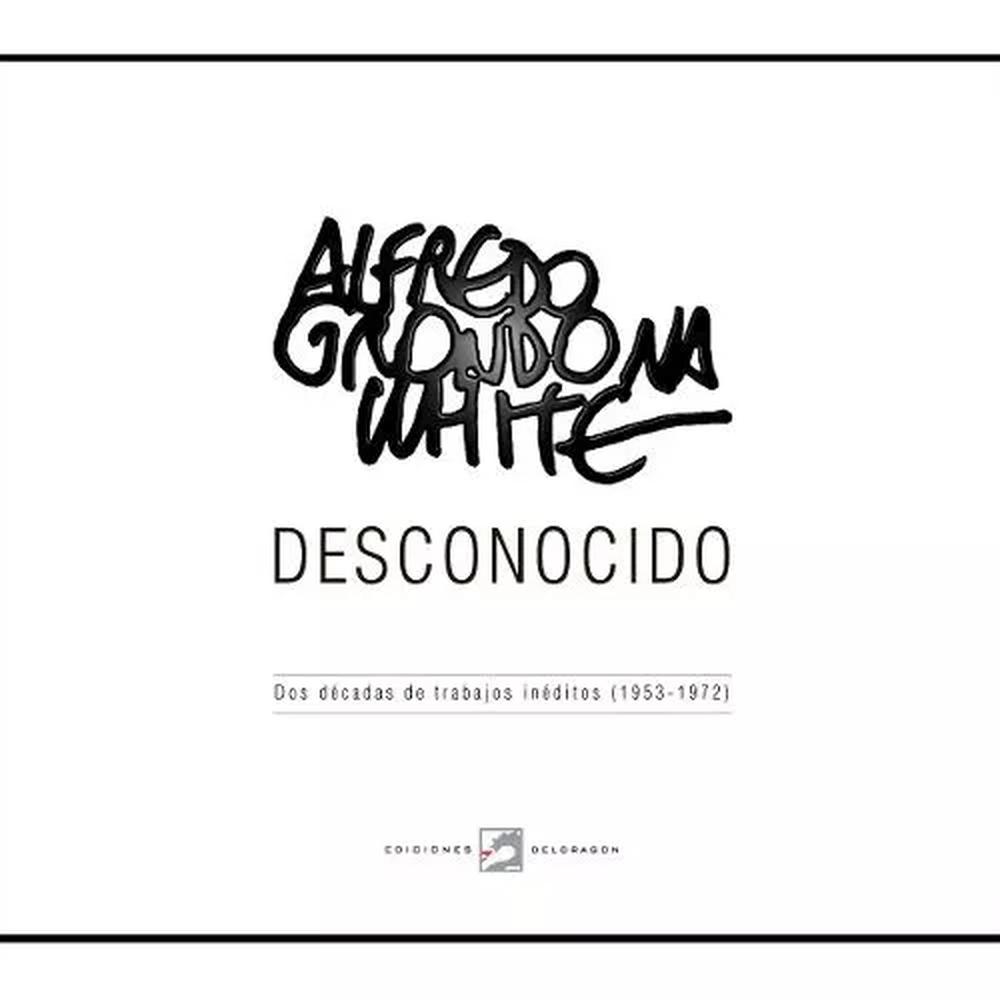 ALFREDO
GRONDONA
WHITE
DESCONOCIDO
Dos décadas de trabajos inéditos (1953-1972)
EDICIONES DELDRAGON